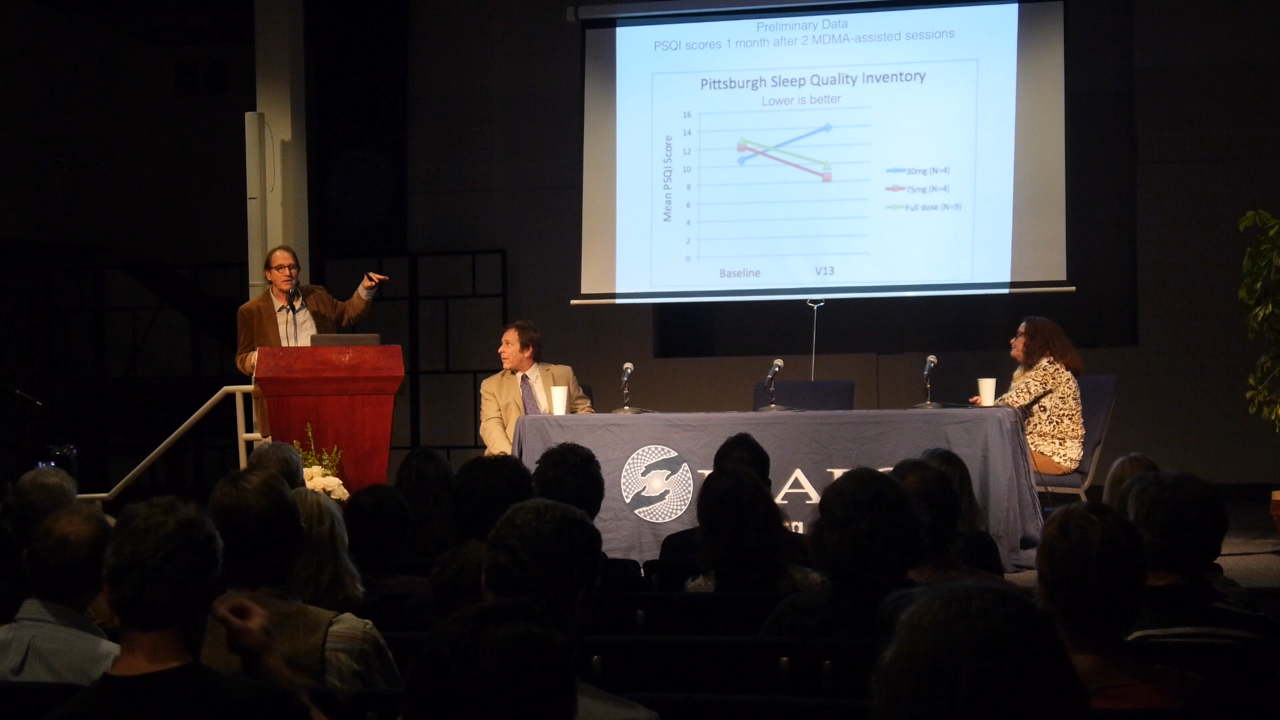 Preliminary Data
PSQI scores 1 month after 2 MDMA-assisted sessions
Pittsburgh Sleep Quality Inventory
Lower is better
Mean PSQI Score
16
14
12
10
8
6
4
2
0
Baseline
V13
30mg (N=4)
75mg (N=4)
Full dose (N=9)